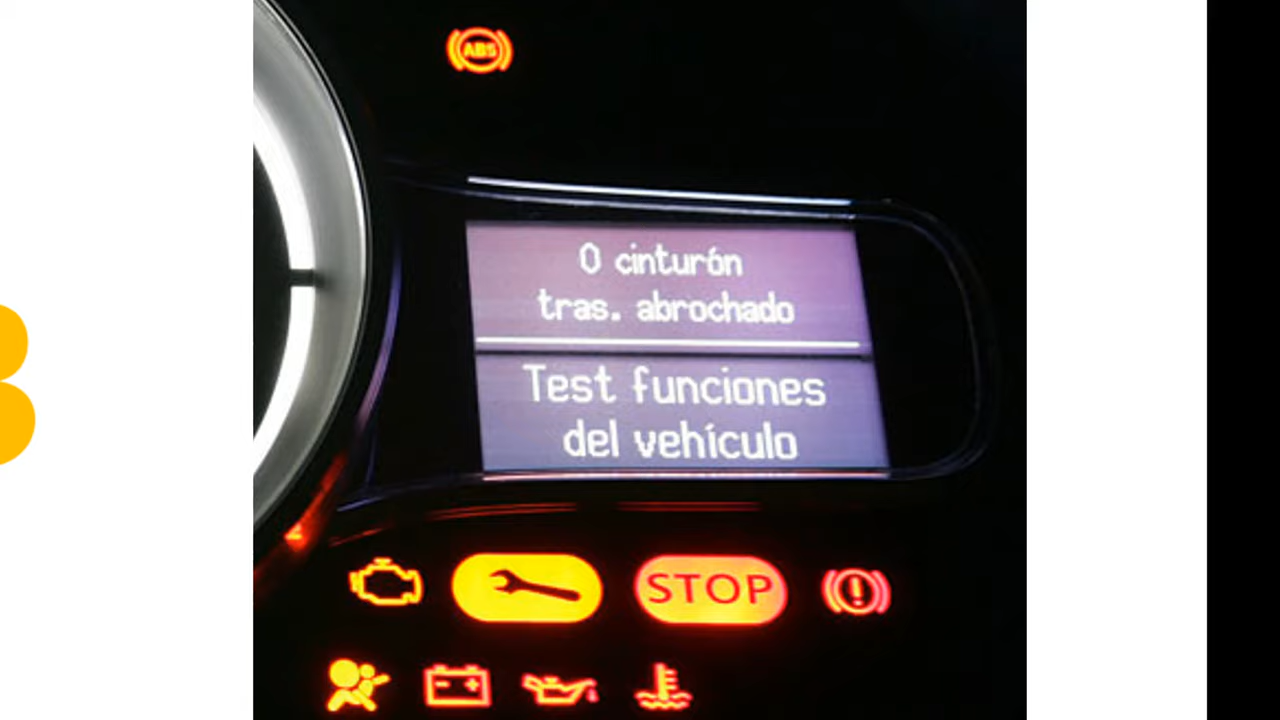 ABS
0 cinturón
tras. abrochado
Test funciones
del vehículo
STOP